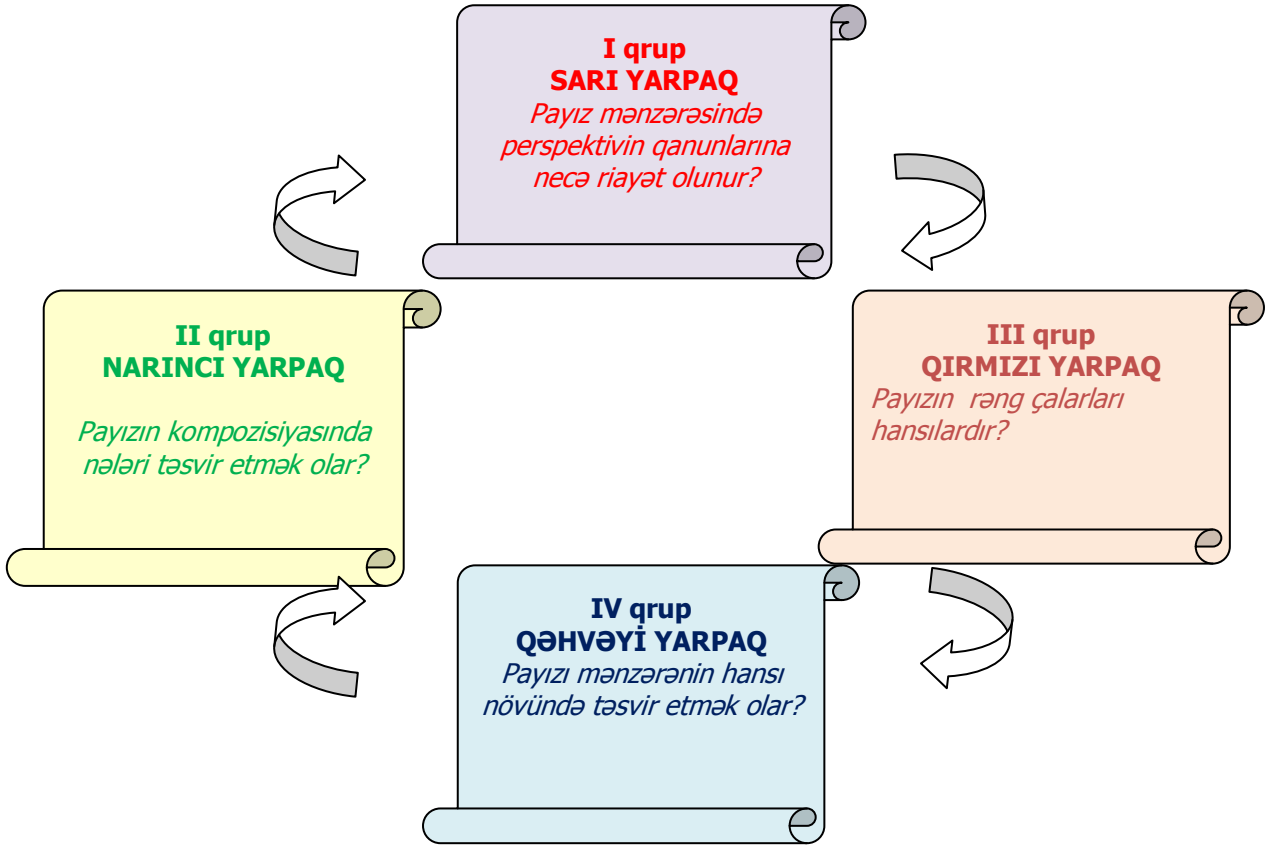 I qrup
SARI YARPAQ
Payız mənzərəsində
perspektivin qanunlarına
necə riayət olunur?
II qrup
NARINCI YARPAQ
Payızın kompozisiyasında
nələri təsvir etmək olar?
III qrup
QIRMIZI YARPAQ
Payızın rəng çalarları
hansılardır?
IV qrup
QƏHVƏYİ YARPAQ
Payızı mənzərənin hansı
növündə təsvir etmək olar?